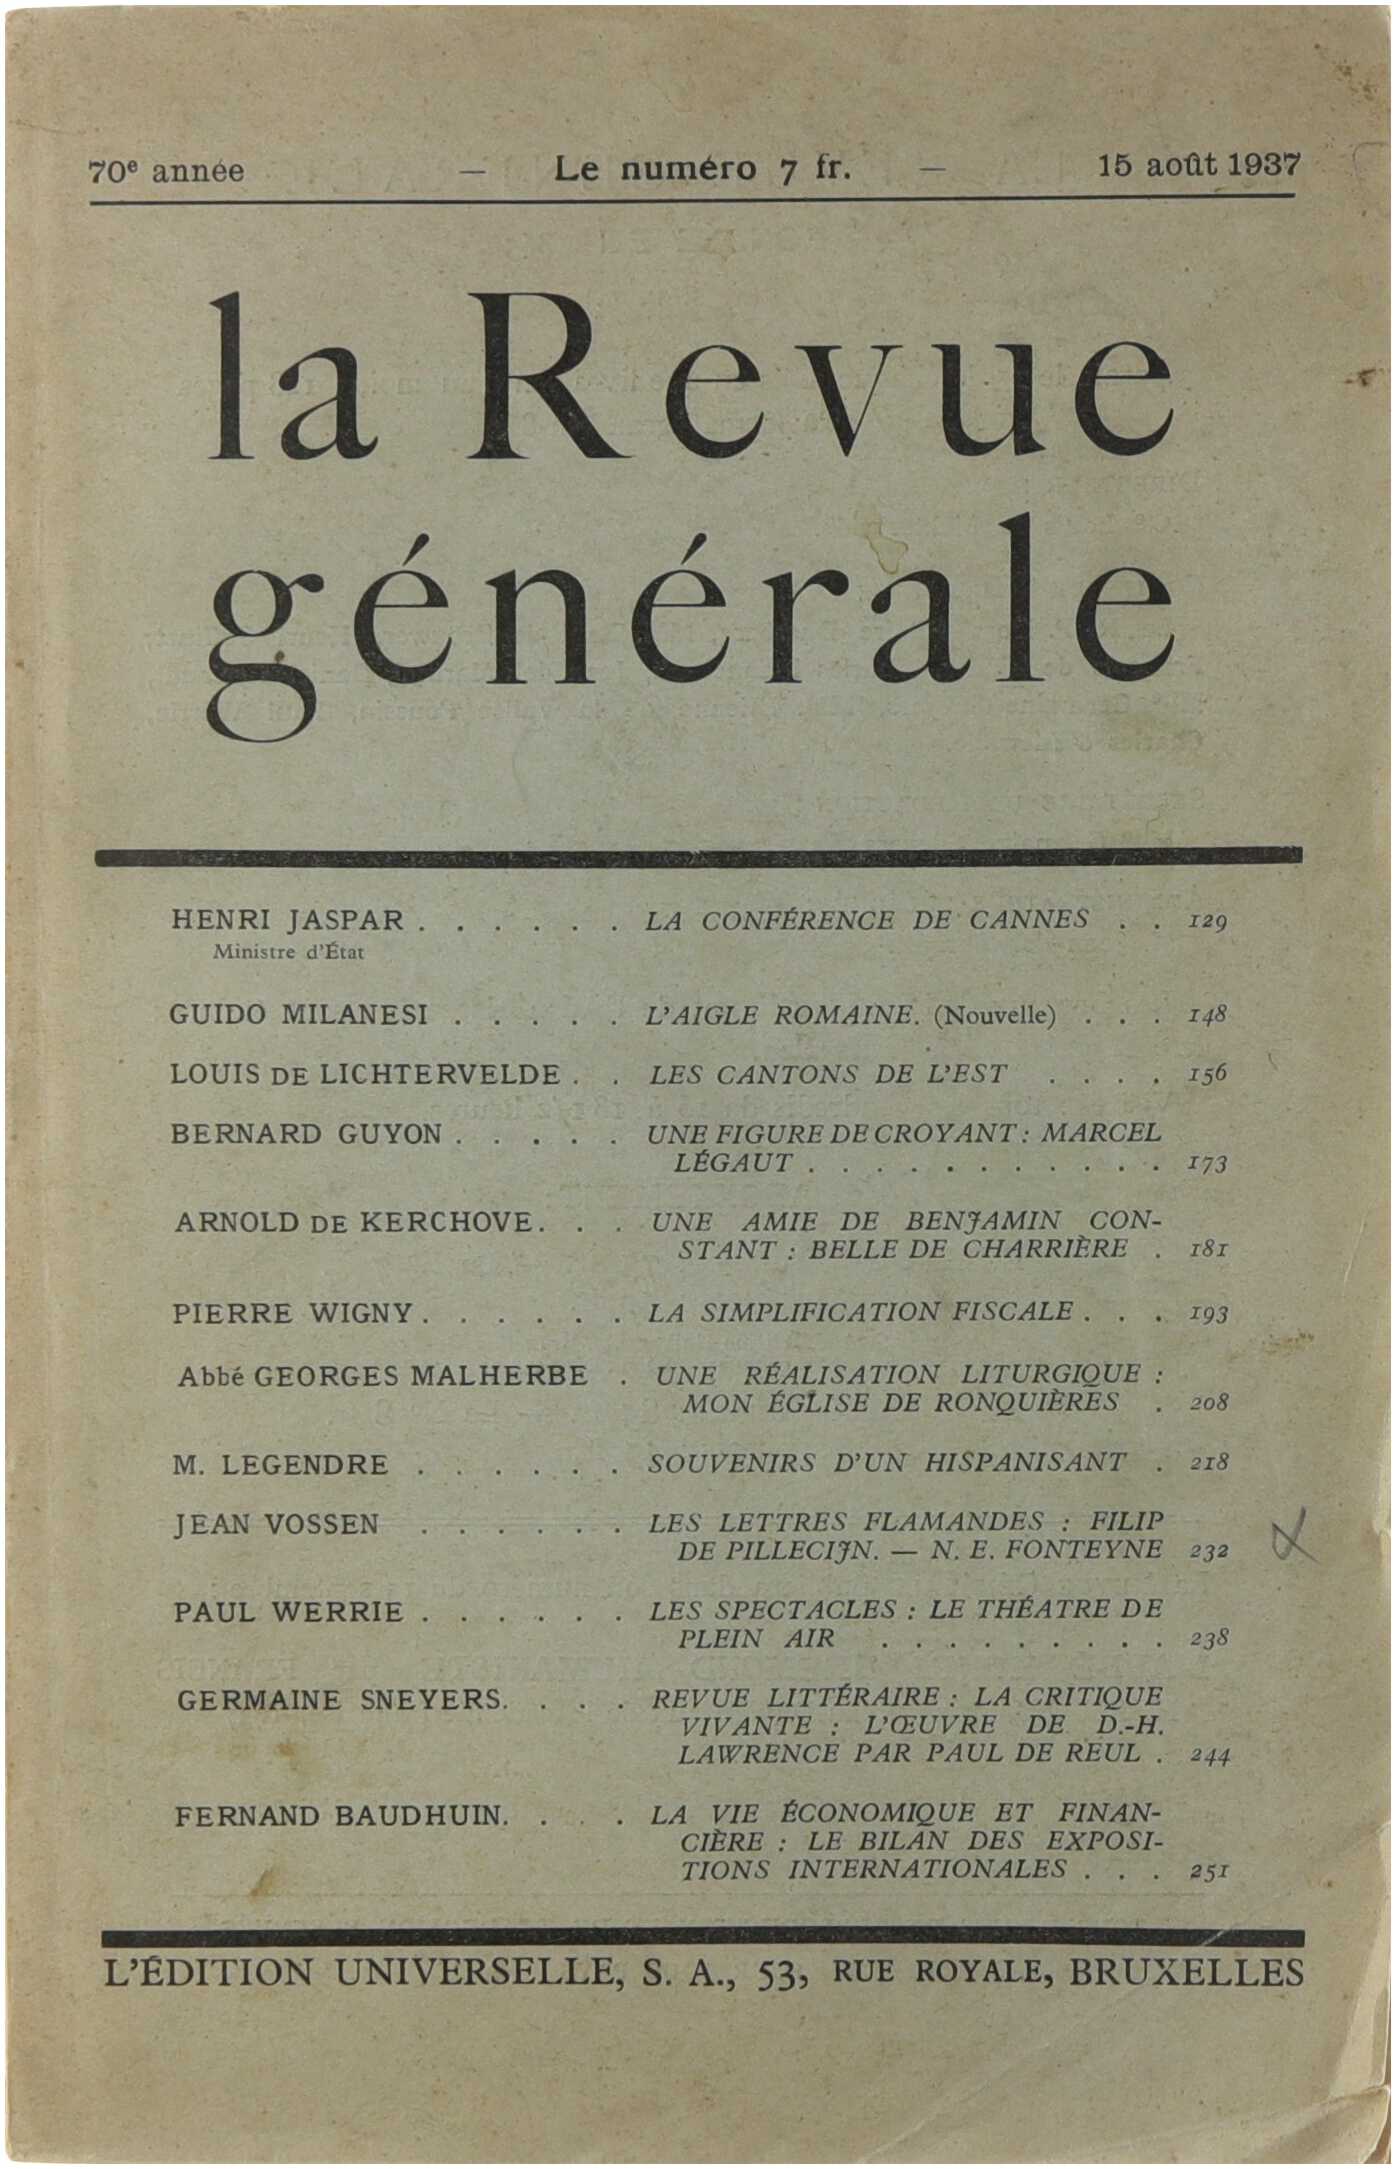 70e année — Le numéro 7 fr. — 15 août 1937
la Revue
générale
HENRI JASPAR . . . . . . LA CONFÉRENCE DE CANNES . . 129
Ministre d'État
GUIDO MILANESI . . . . . L'AIGLE ROMAINE. (Nouvelle) . . . 148
LOUIS DE LICHTERVELDE . . LES CANTONS DE L'EST . . . . 156
BERNARD GUYON . . . . . UNE FIGURE DE CROYANT : MARCEL
LÉGAUT . . . . . . . . . . . 173
ARNOLD DE KERCHOVE. . . . UNE AMIE DE BENJAMIN CON-
STANT : BELLE DE CHARRIÈRE . 181
PIERRE WIGNY. . . . . . LA SIMPLIFICATION FISCALE . . . 193
Abbé GEORGES MALHERBE . UNE RÉALISATION LITURGIQUE :
MON ÉGLISE DE RONQUIÈRES . 208
M. LEGENDRE . . . . . . SOUVENIRS D'UN HISPANISANT . 218
JEAN VOSSEN . . . . . . LES LETTRES FLAMANDES : FILIP
DE PILLECIJN. — N. E. FONTEYNE 232
PAUL WERRIE . . . . . . LES SPECTACLES : LE THÉATRE DE
PLEIN AIR . . . . . . . . . 238
GERMAINE SNEYERS. . . . REVUE LITTÉRAIRE : LA CRITIQUE
VIVANTE : L'ŒUVRE DE D.-H.
LAWRENCE PAR PAUL DE REUL . 244
FERNAND BAUDHUIN. . . . LA VIE ÉCONOMIQUE ET FINAN-
CIÈRE : LE BILAN DES EXPOSI-
TIONS INTERNATIONALES . . . 251
L'ÉDITION UNIVERSELLE, S. A., 53, RUE ROYALE, BRUXELLES